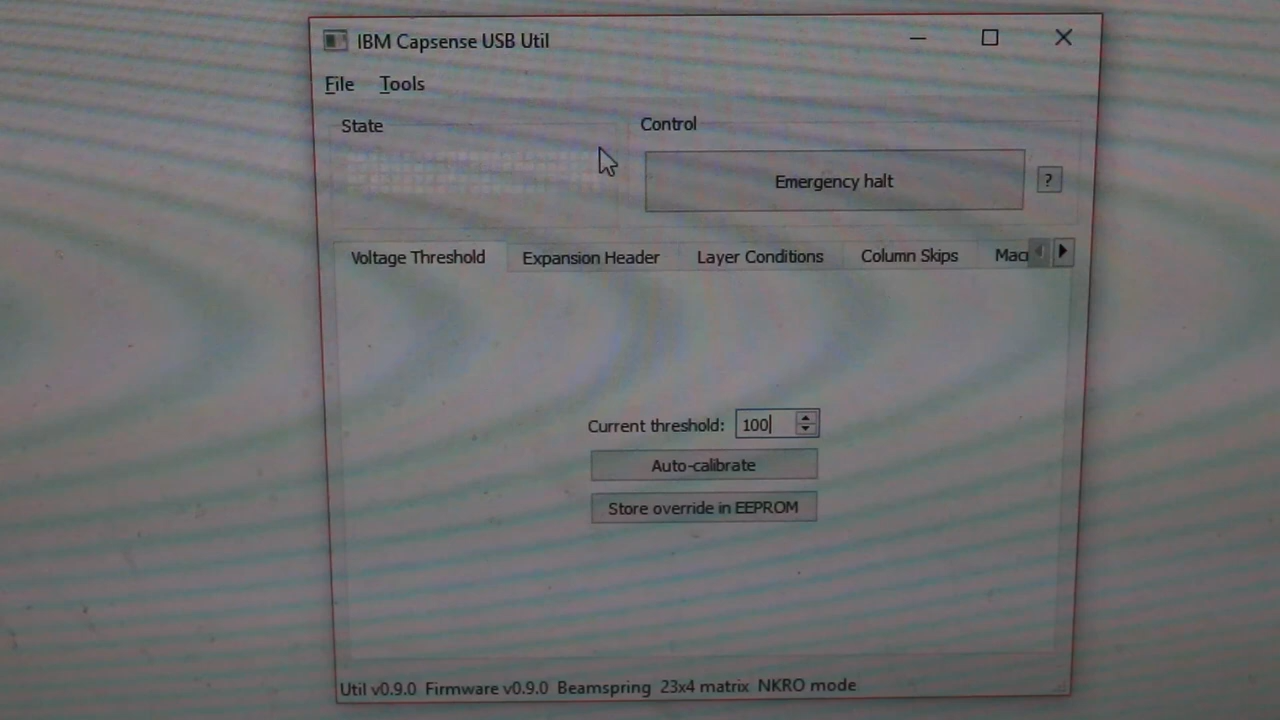 IBM Capsense USB Util
File Tools
State
Control
Emergency halt
?
Voltage Threshold Expansion Header Layer Conditions Column Skips Mac
Current threshold: 100
Auto-calibrate
Store override in EEPROM
Util v0.9.0 Firmware v0.9.0 Beamspring 23x4 matrix NKRO mode